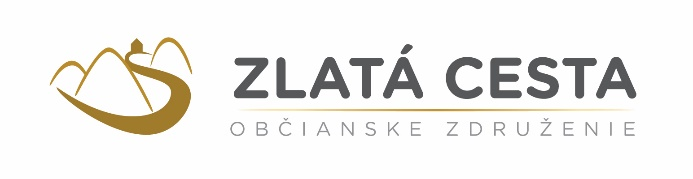 ZLATÁ CESTA
OBČIANSKE ZDRUŽENIE